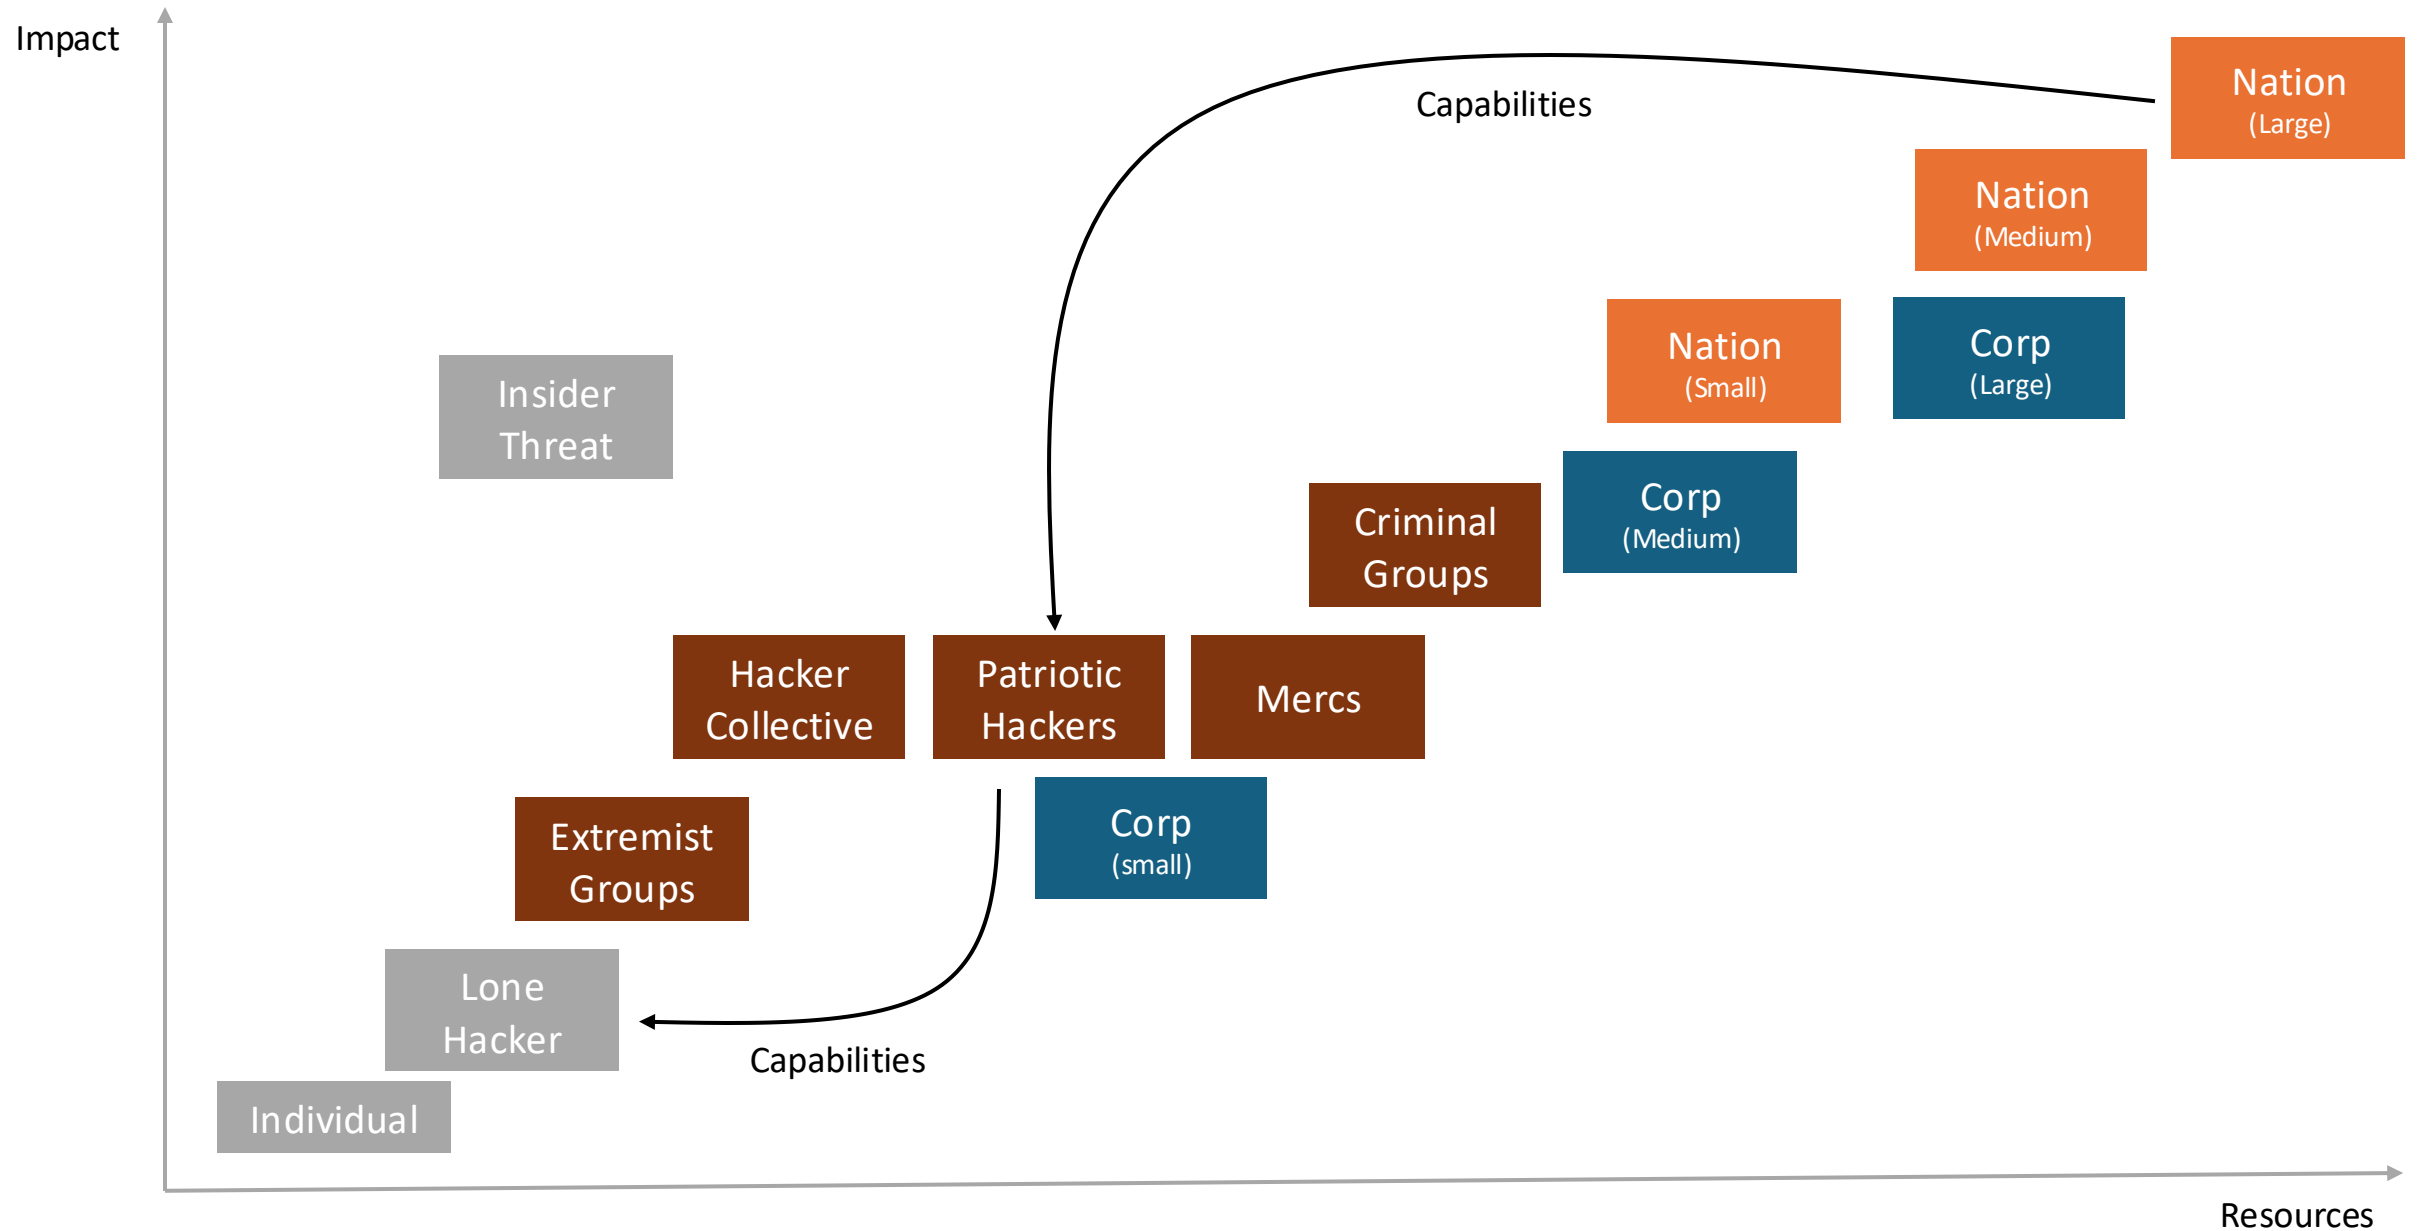 Impact
Capabilities
Nation
(Large)
Nation
(Medium)
Nation
(Small)
Corp
(Large)
Insider
Threat
Corp
(Medium)
Criminal
Groups
Hacker
Collective
Patriotic
Hackers
Mercs
Corp
(small)
Extremist
Groups
Lone
Hacker
Capabilities
Individual
Resources